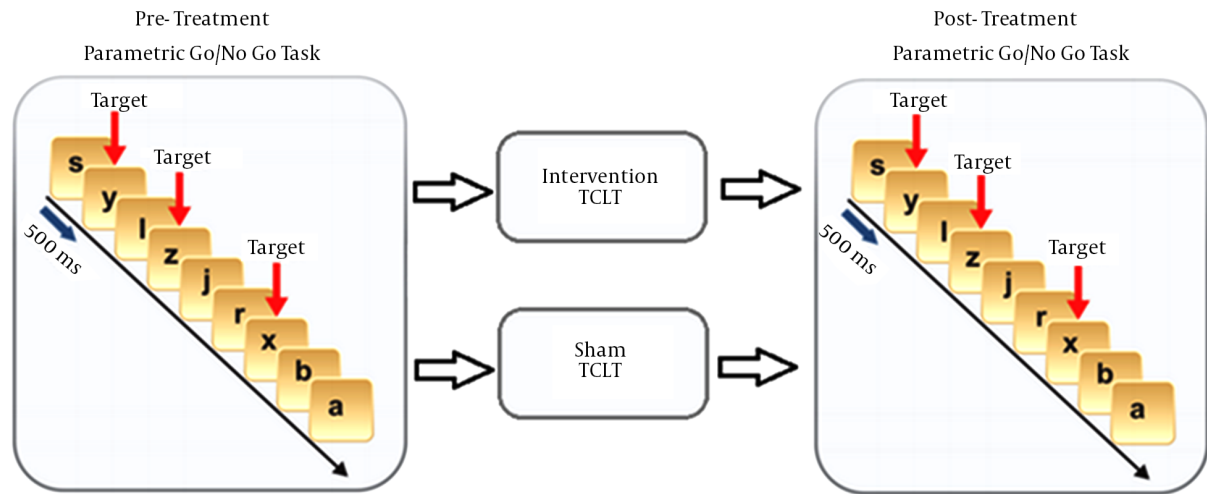 Pre- Treatment
Parametric Go/No Go Task
Target
Target
Target
s
y
l
z
j
r
x
b
a
500 ms
Intervention
TCLT
Sham
TCLT
Post- Treatment
Parametric Go/No Go Task
Target
Target
Target
s
y
l
z
j
r
x
b
a
500 ms